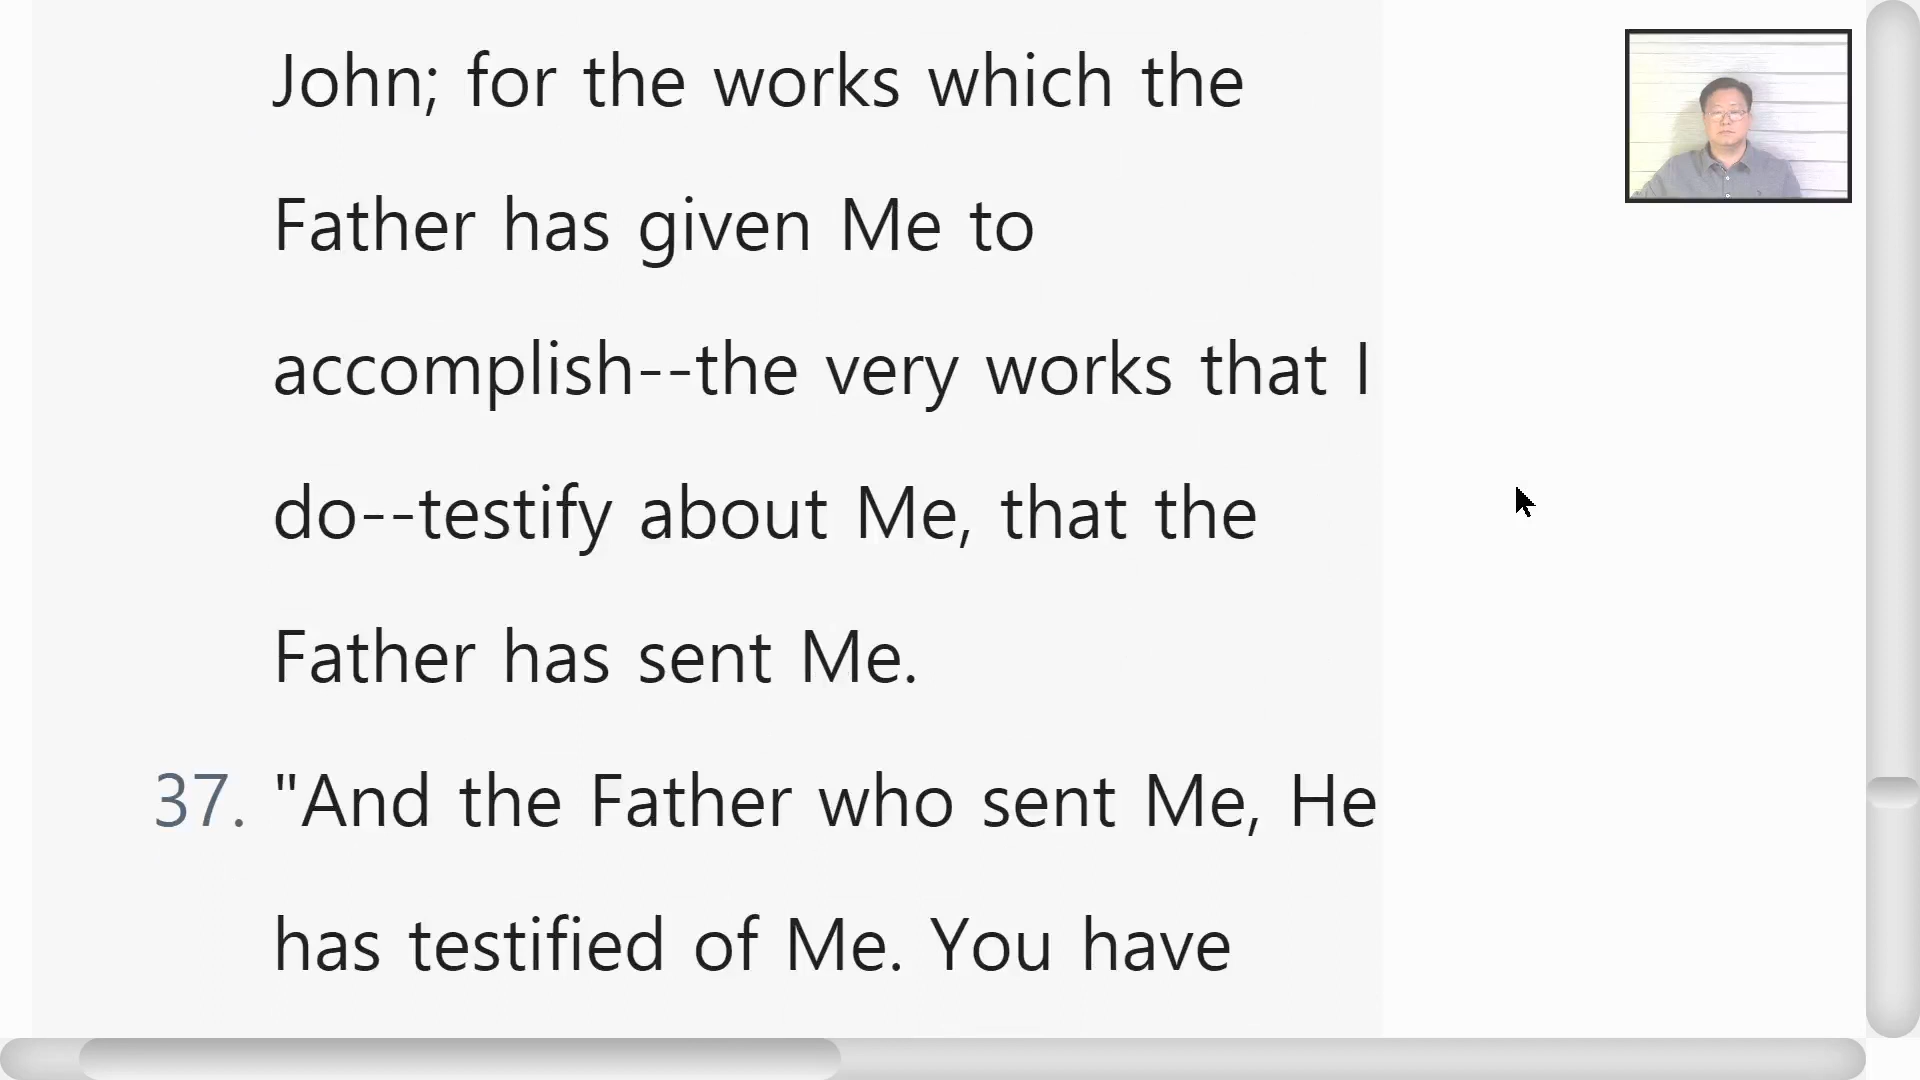 John; for the works which the
Father has given Me to
accomplish--the very works that I
do--testify about Me, that the
Father has sent Me.
37. "And the Father who sent Me, He
has testified of Me. You have